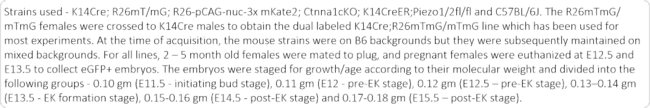 Strains used - K14Cre; R26mT/mG; R26-pCAG-nuc-3x mKate2; Ctnna1cKO; K14CreER;Piezo1/2fl/fl and C57BL/6J. The R26mTmG/
mTmG females were crossed to K14Cre males to obtain the dual labeled K14Cre;R26mTmG/mTmG line which has been used for
most experiments. At the time of acquisition, the mouse strains were on B6 backgrounds but they were subsequently maintained on
mixed backgrounds. For all lines, 2 – 5 month old females were mated to plug, and pregnant females were euthanized at E12.5 and
E13.5 to collect eGFP+ embryos. The embryos were staged for growth/age according to their molecular weight and divided into the
following groups - 0.10 gm (E11.5 - initiating bud stage), 0.11 gm (E12 - pre-EK stage), 0.12 gm (E12.5 – pre-EK stage), 0.13–0.14 gm
(E13.5 - EK formation stage), 0.15-0.16 gm (E14.5 - post-EK stage) and 0.17-0.18 gm (E15.5 – post-EK stage).